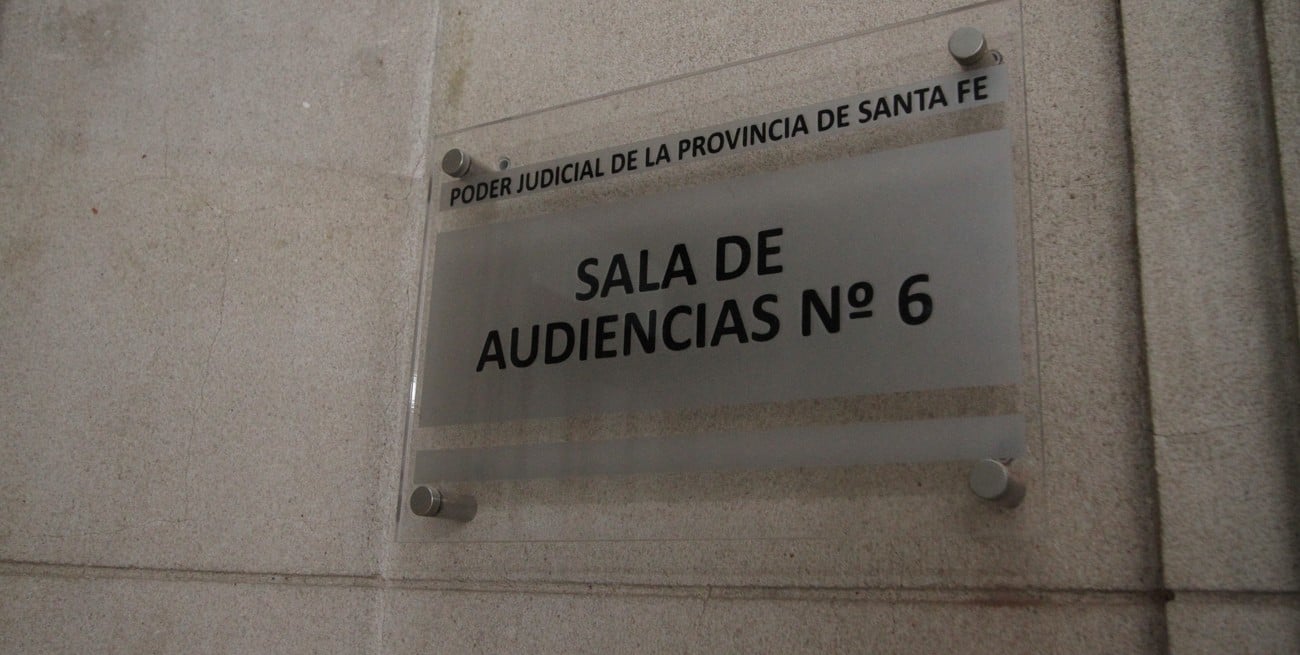 PODER JUDICIAL DE LA PROVINCIA DE SANTA FE
SALA DE
AUDIENCIAS Nº 6